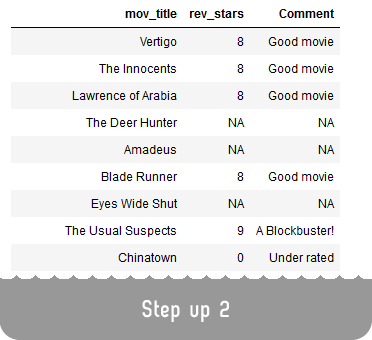 mov_title rev_stars Comment
Vertigo 8 Good movie
The Innocents 8 Good movie
Lawrence of Arabia 8 Good movie
The Deer Hunter NA NA
Amadeus NA NA
Blade Runner 8 Good movie
Eyes Wide Shut NA NA
The Usual Suspects 9 A Blockbuster!
Chinatown 0 Under rated
Step up 2